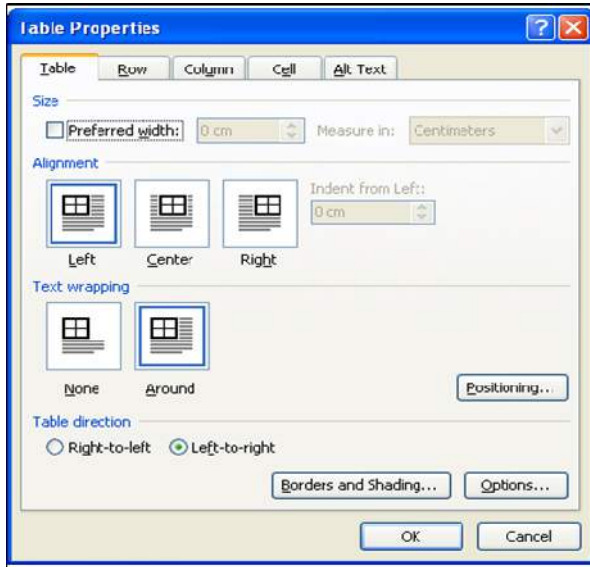 Table Properties
Table Row Column Cell Alt Text
Size
Preferred width: 0 cm Measure in: Centimeters
Alignment
Indent from Left::
0 cm
Left Center Right
Text wrapping
None Around
Positioning...
Table direction
Right-to-left Left-to-right
Borders and Shading... Options...
OK Cancel